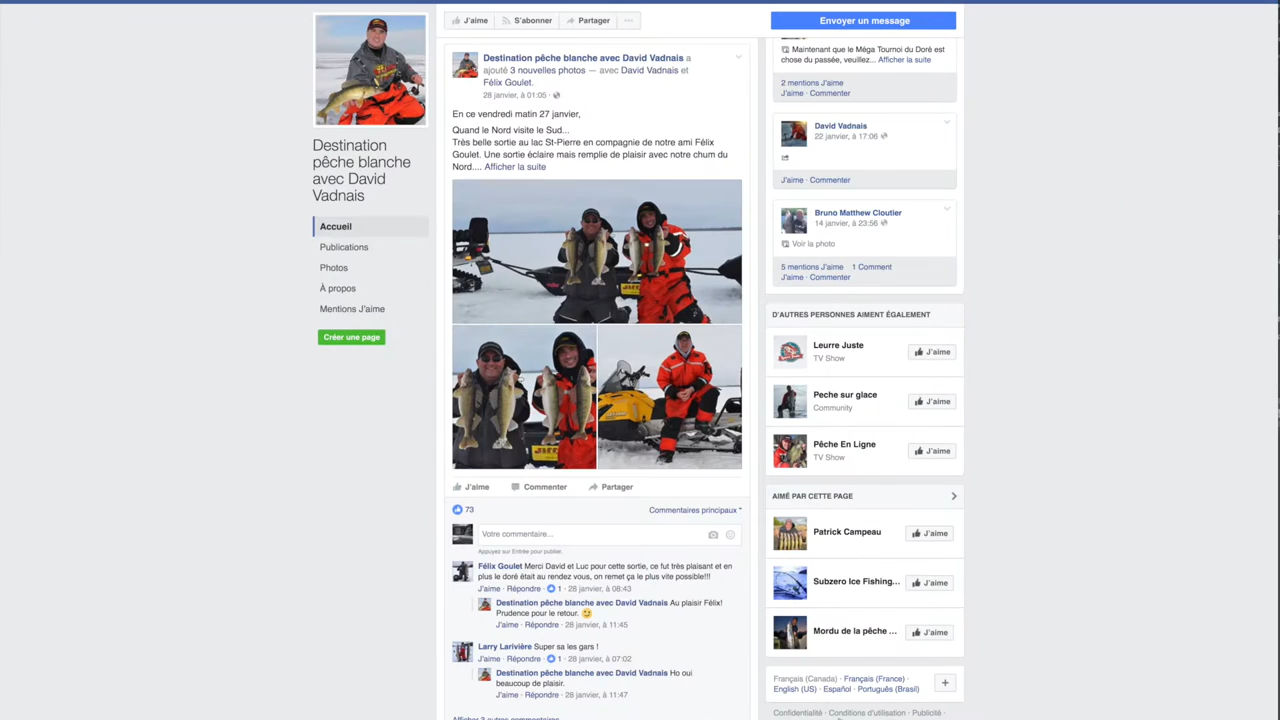 J'aime S'abonner Partager ...
Envoyer un message
Destination
pêche blanche
avec David
Vadnais
Accueil
Publications
Photos
À propos
Mentions J'aime
Créer une page
Destination pêche blanche avec David Vadnais a
ajouté 3 nouvelles photos — avec David Vadnais et
Félix Goulet.
28 janvier, à 01:05 ·
En ce vendredi matin 27 janvier,
Quand le Nord visite le Sud...
Très belle sortie au lac St-Pierre en compagnie de notre ami Félix
Goulet. Une sortie éclaire mais remplie de plaisir avec notre chum du
Nord.... Afficher la suite
J'aime Commenter Partager
73
Commentaires principaux
Votre commentaire...
Appuyez sur Entrée pour publier.
Félix Goulet Merci David et Luc pour cette sortie, ce fut très plaisant et en
plus le doré était au rendez vous, on remet ça le plus vite possible!!!
J'aime · Répondre · 1 · 28 janvier, à 08:43
Destination pêche blanche avec David Vadnais Au plaisir Félix!
Prudence pour le retour.
J'aime · Répondre · 28 janvier, à 11:45
Larry Larivière Super sa les gars !
J'aime · Répondre · 1 · 28 janvier, à 07:02
Destination pêche blanche avec David Vadnais Ho oui
beaucoup de plaisir.
J'aime · Répondre · 28 janvier, à 11:47
Afficher 3 autres commentaires
Maintenant que le Méga Tournoi du Doré est
chose du passée, veuillez... Afficher la suite
2 mentions J'aime
J'aime · Commenter
David Vadnais
22 janvier, à 17:06
J'aime · Commenter
Bruno Matthew Cloutier
14 janvier, à 23:56
Voir la photo
5 mentions J'aime 1 Comment
J'aime · Commenter
D'AUTRES PERSONNES AIMENT ÉGALEMENT
Leurre Juste
TV Show
J'aime
Peche sur glace
Community
J'aime
Pêche En Ligne
TV Show
J'aime
AIMÉ PAR CETTE PAGE
Patrick Campeau
J'aime
Subzero Ice Fishing...
J'aime
Mordu de la pêche ...
J'aime
Français (Canada) · Français (France) ·
English (US) · Español · Português (Brasil)
+
Confidentialité · Conditions d'utilisation · Publicité ·